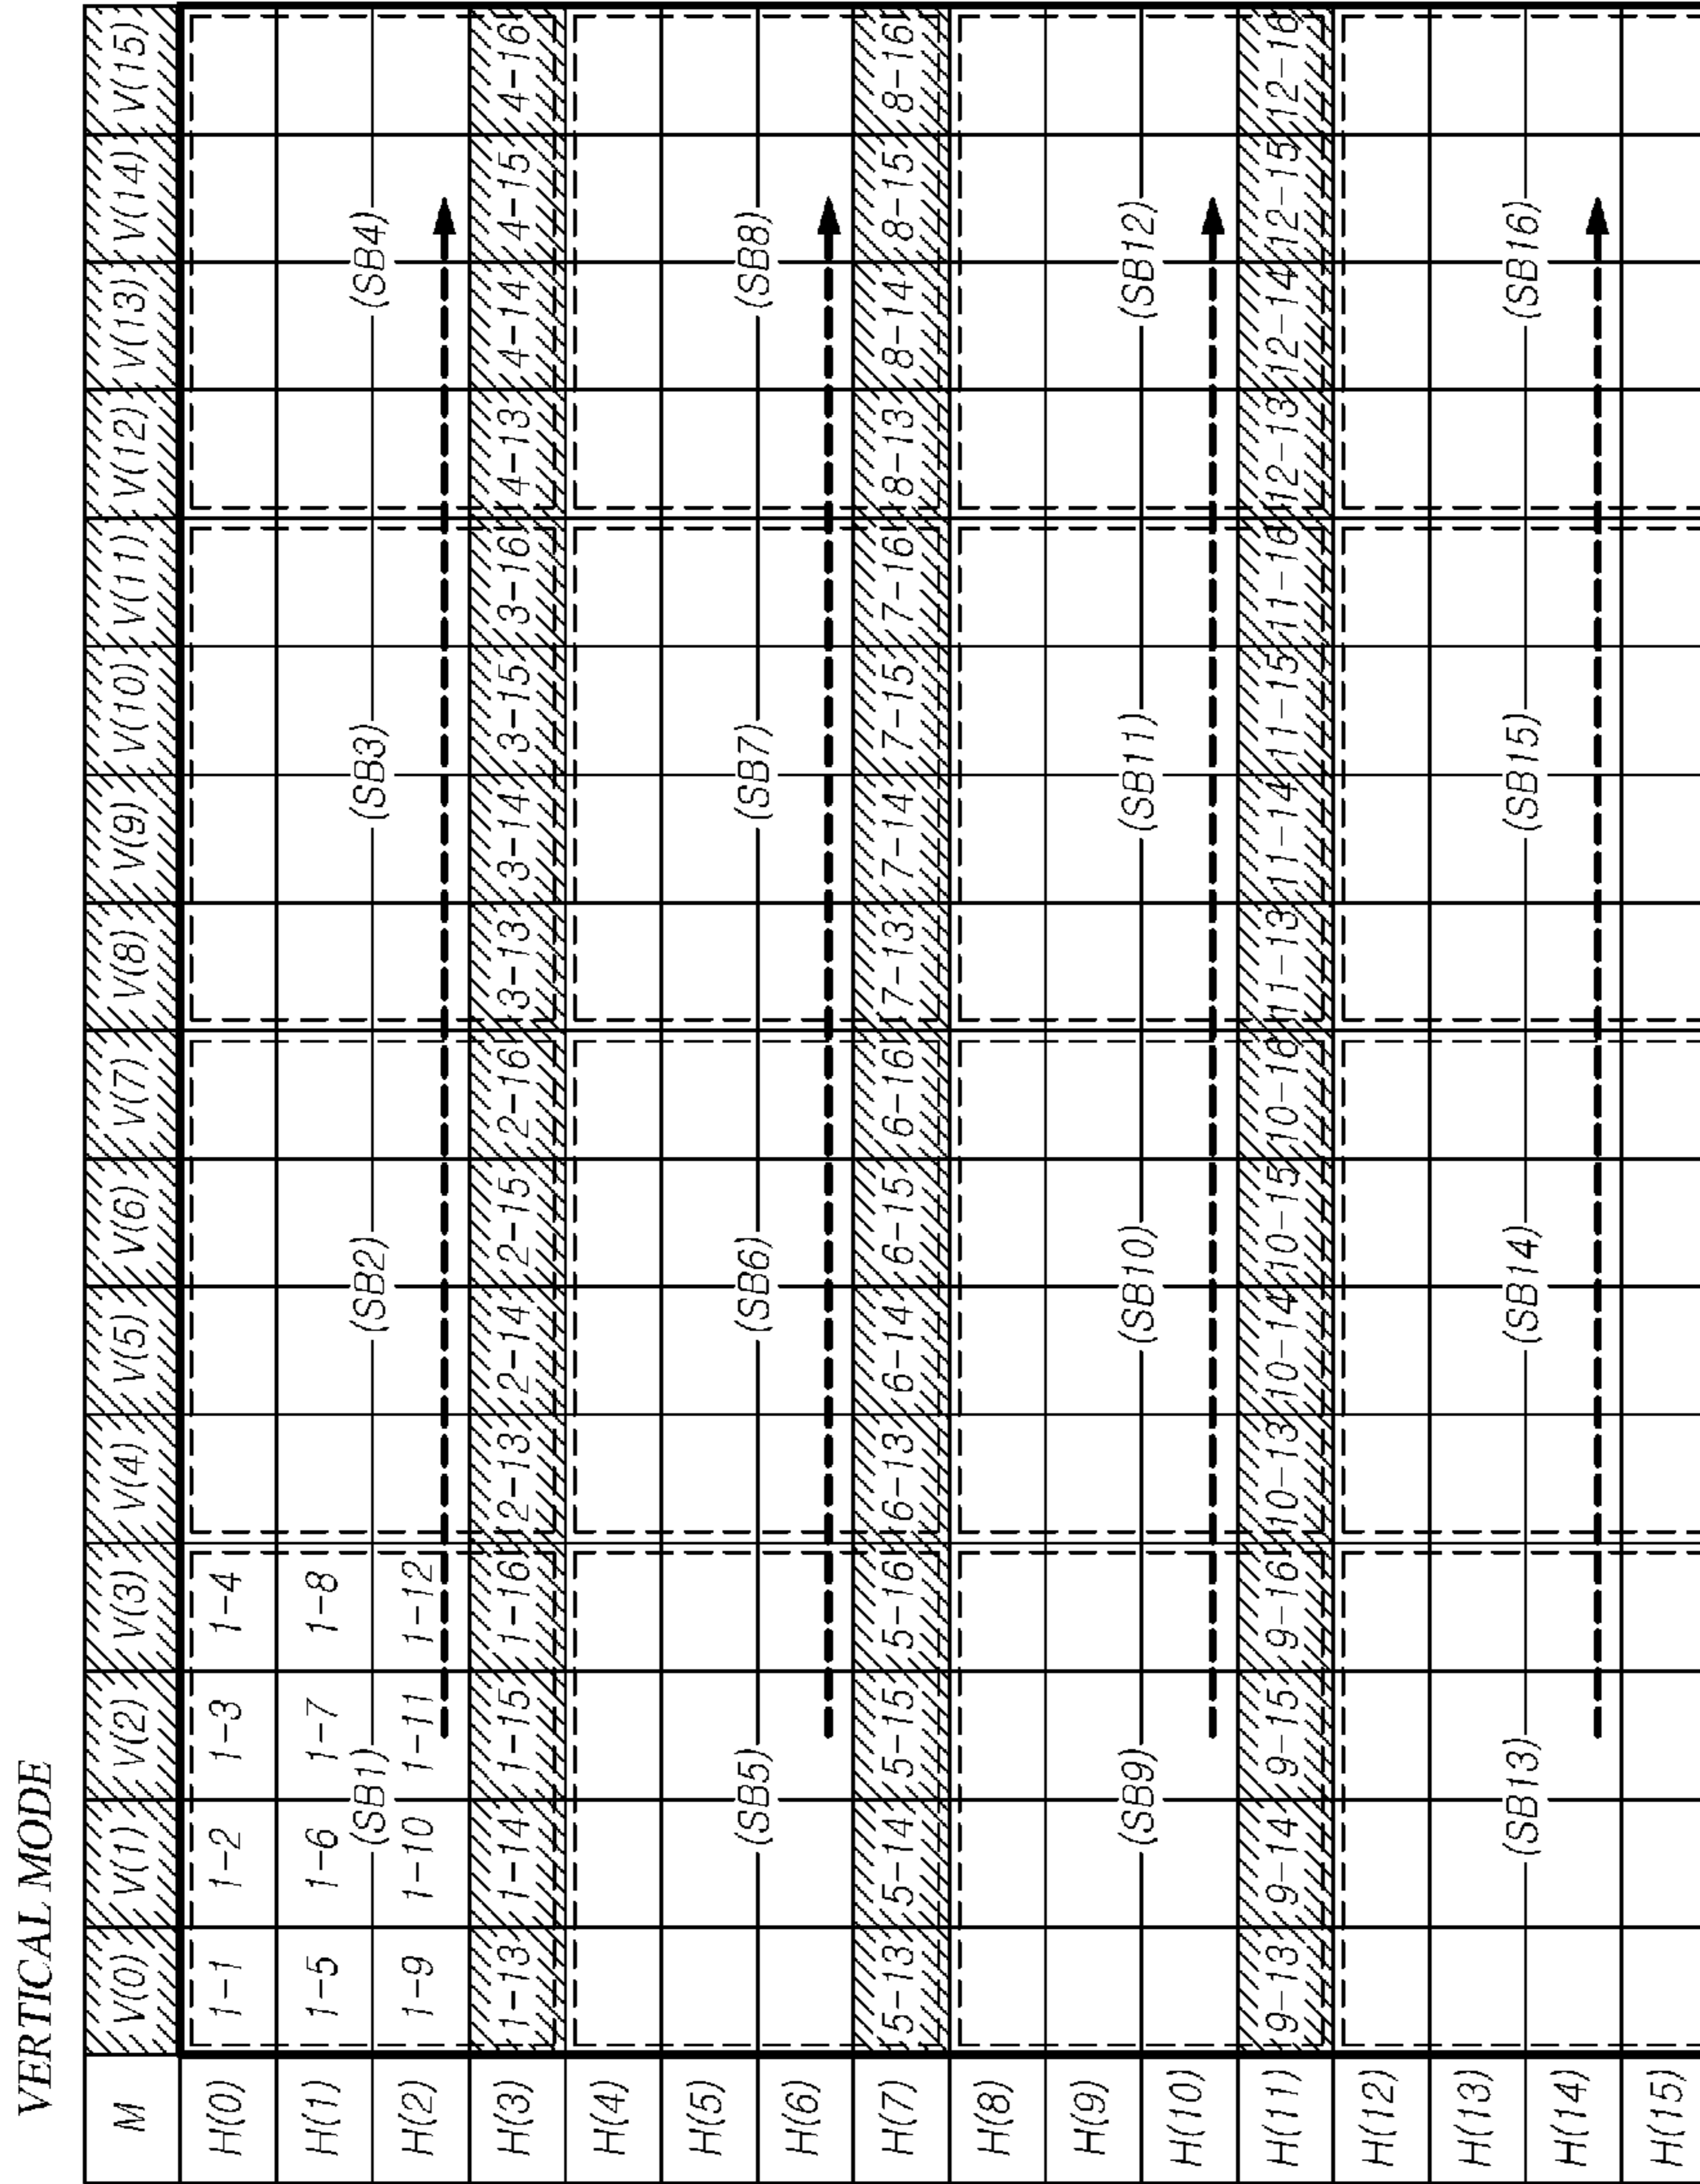 VERTICAL MODE
M V(0) V(1) V(2) V(3) V(4) V(5) V(6) V(7) V(8) V(9) V(10) V(11) V(12) V(13) V(14) V(15)
H(0) 1-1 1-2 1-3 1-4
H(1) 1-5 1-6 1-7 1-8
(SB1) (SB2) (SB3) (SB4)
H(2) 1-9 1-10 1-11 1-12
H(3) 1-13 1-14 1-15 1-16 2-13 2-14 2-15 2-16 3-13 3-14 3-15 3-16 4-13 4-14 4-15 4-16
H(4)
H(5)
(SB5) (SB6) (SB7) (SB8)
H(6)
H(7) 5-13 5-14 5-15 5-16 6-13 6-14 6-15 6-16 7-13 7-14 7-15 7-16 8-13 8-14 8-15 8-16
H(8)
H(9)
(SB9) (SB10) (SB11) (SB12)
H(10)
H(11) 9-13 9-14 9-15 9-16 10-13 10-14 10-15 10-16 11-13 11-14 11-15 11-16 12-13 12-14 12-15 12-16
H(12)
H(13)
(SB13) (SB14) (SB15) (SB16)
H(14)
H(15)